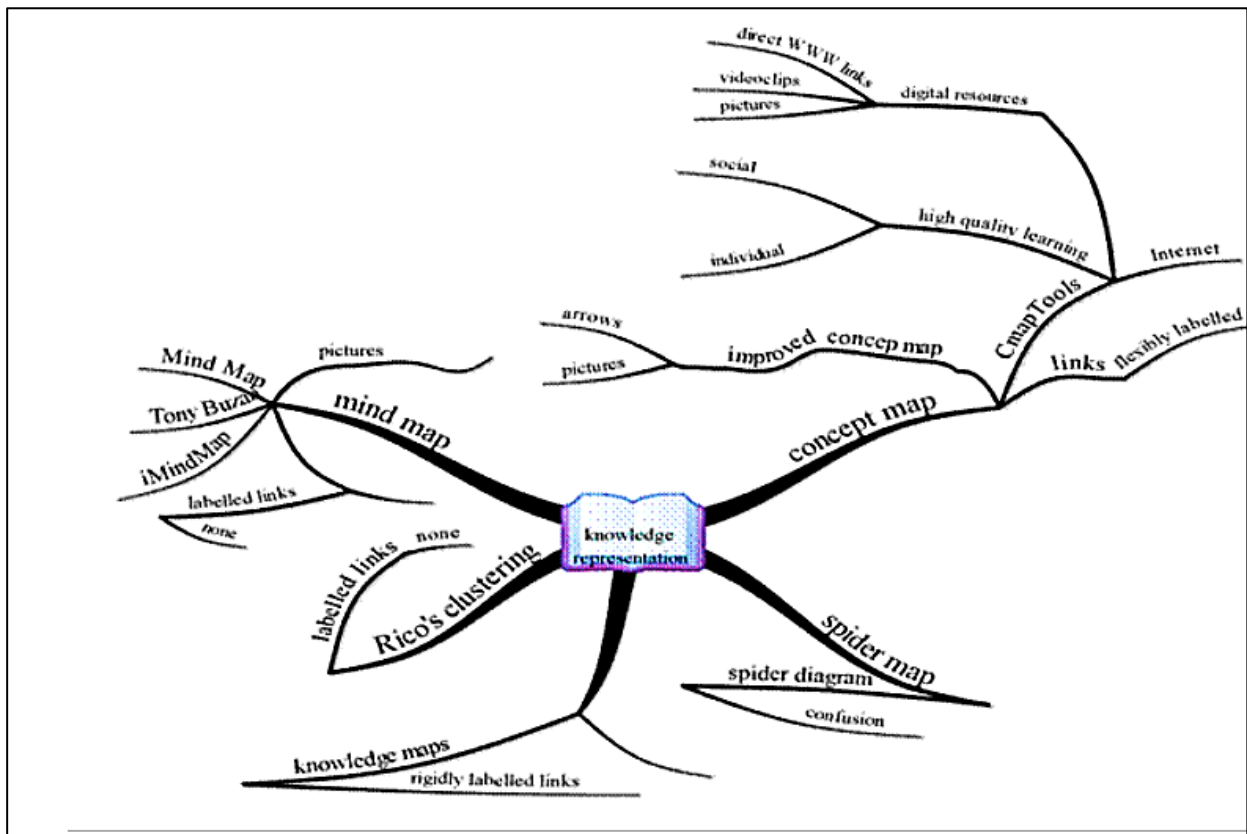 direct WWW links
videoclips
pictures
digital resources
social
high quality learning
individual
Internet
CmapTools
arrows
improved concep map
flexibly labelled
links
pictures
pictures
Mind Map
Tony Buzan
mind map
concept map
iMindMap
labelled links
none
knowledge
representation
labelled links
none
Rico's clustering
spider map
spider diagram
confusion
knowledge maps
rigidly labelled links